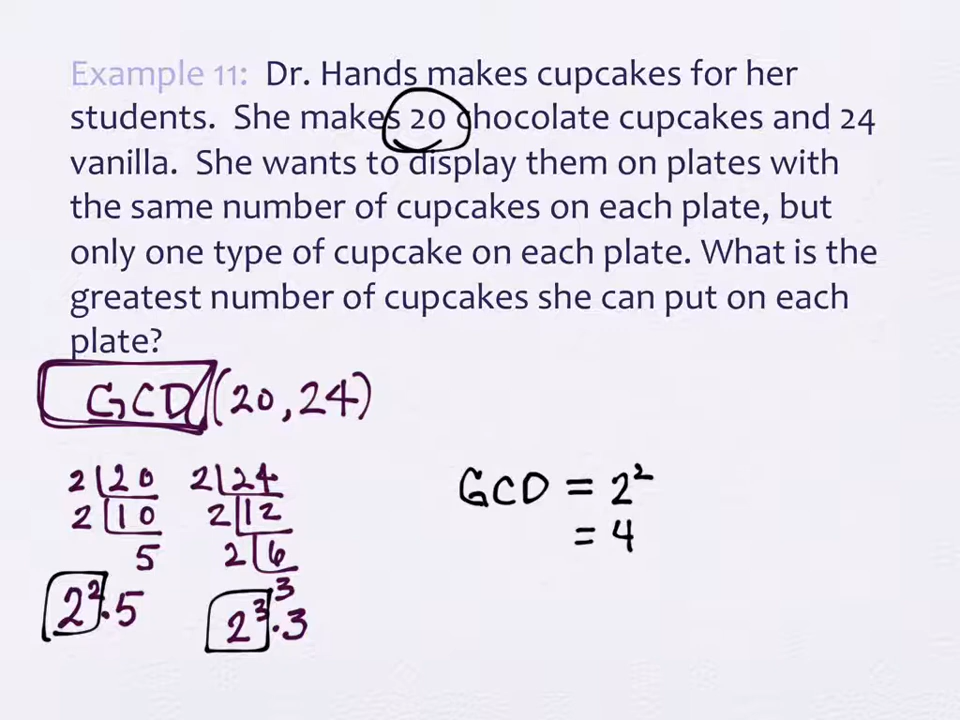 Example 11: Dr. Hands makes cupcakes for her
students. She makes 20 chocolate cupcakes and 24
vanilla. She wants to display them on plates with
the same number of cupcakes on each plate, but
only one type of cupcake on each plate. What is the
greatest number of cupcakes she can put on each
plate?
GCD (20, 24)
2 20
2 10
5
2² · 5
2 24
2 12
2 6
3
2³ · 3
GCD = 2²
= 4